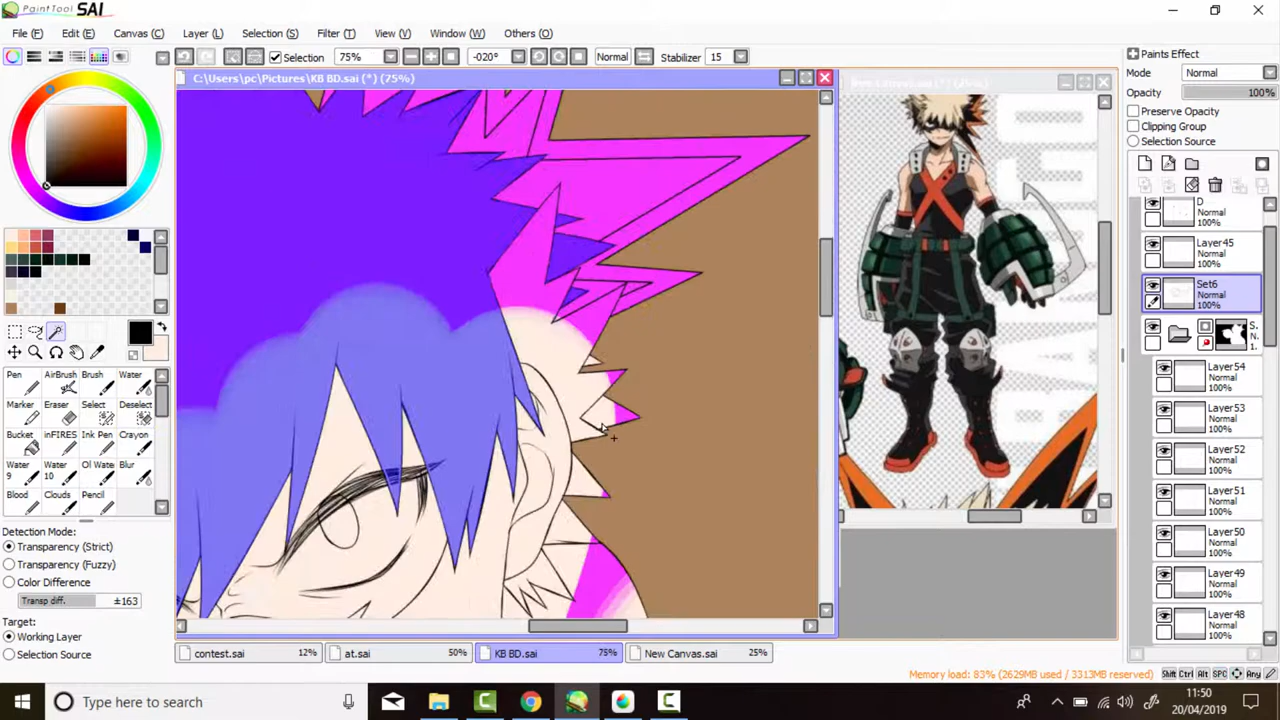 PaintTool SAI
File (F) Edit (E) Canvas (C) Layer (L) Selection (S) Filter (T) View (V) Window (W) Others (O)
Selection 75% -020° Normal Stabilizer 15
C:\Users\pc\Pictures\KB BD.sai (*) (75%)
Paints Effect
Mode Normal
Opacity 100%
Preserve Opacity
Clipping Group
Selection Source
D
Normal
100%
Layer45
Normal
100%
Set6
Normal
100%
S.
N.
1.
Layer54
Normal
100%
Layer53
Normal
100%
Layer52
Normal
100%
Layer51
Normal
100%
Layer50
Normal
100%
Layer49
Normal
100%
Layer48
Normal
100%
Pen AirBrush Brush Water
Marker Eraser Select Deselect
Bucket inFIRES Ink Pen Crayon
Water 9 Water 10 Ol Wate Blur
Blood Clouds Pencil
Detection Mode:
Transparency (Strict)
Transparency (Fuzzy)
Color Difference
Transp diff. ±163
Target:
Working Layer
Selection Source
contest.sai 12% at.sai 50% KB BD.sai 75% New Canvas.sai 25%
Memory load: 83% (2629MB used / 3313MB reserved) Shift Ctrl Alt SPC Any
Type here to search
11:50
20/04/2019